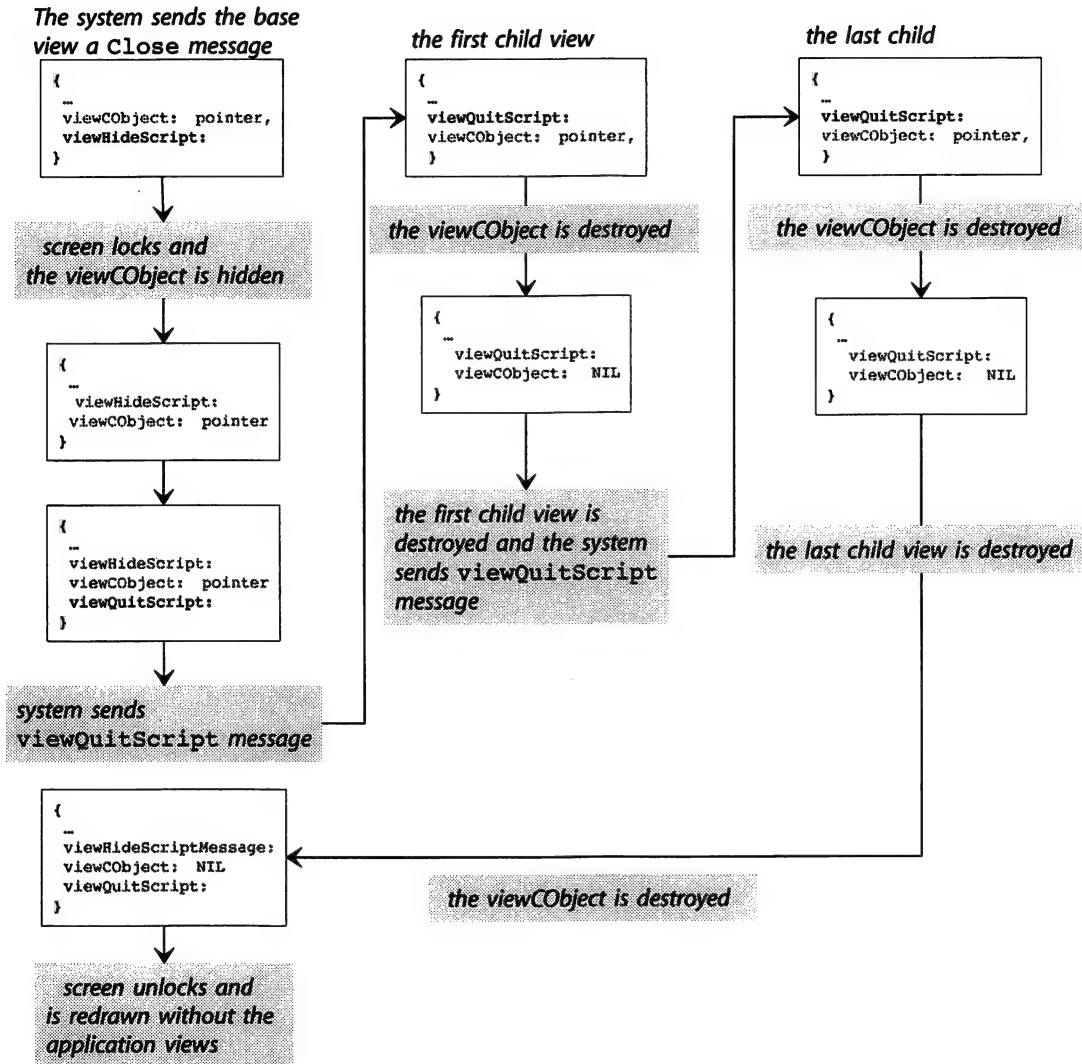 The system sends the base
view a Close message
{
…
viewCObject: pointer,
viewHideScript:
}
screen locks and
the viewCObject is hidden
{
…
viewHideScript:
viewCObject: pointer
}
{
…
viewHideScript:
viewCObject: pointer
viewQuitScript:
}
system sends
viewQuitScript message
the first child view
{
…
viewQuitScript:
viewCObject: pointer,
}
the viewCObject is destroyed
{
…
viewQuitScript:
viewCObject: NIL
}
the first child view is
destroyed and the system
sends viewQuitScript
message
the last child
{
…
viewQuitScript:
viewCObject: pointer,
}
the viewCObject is destroyed
{
…
viewQuitScript:
viewCObject: NIL
}
the last child view is destroyed
the viewCObject is destroyed
{
…
viewHideScriptMessage:
viewCObject: NIL
viewQuitScript:
}
screen unlocks and
is redrawn without the
application views